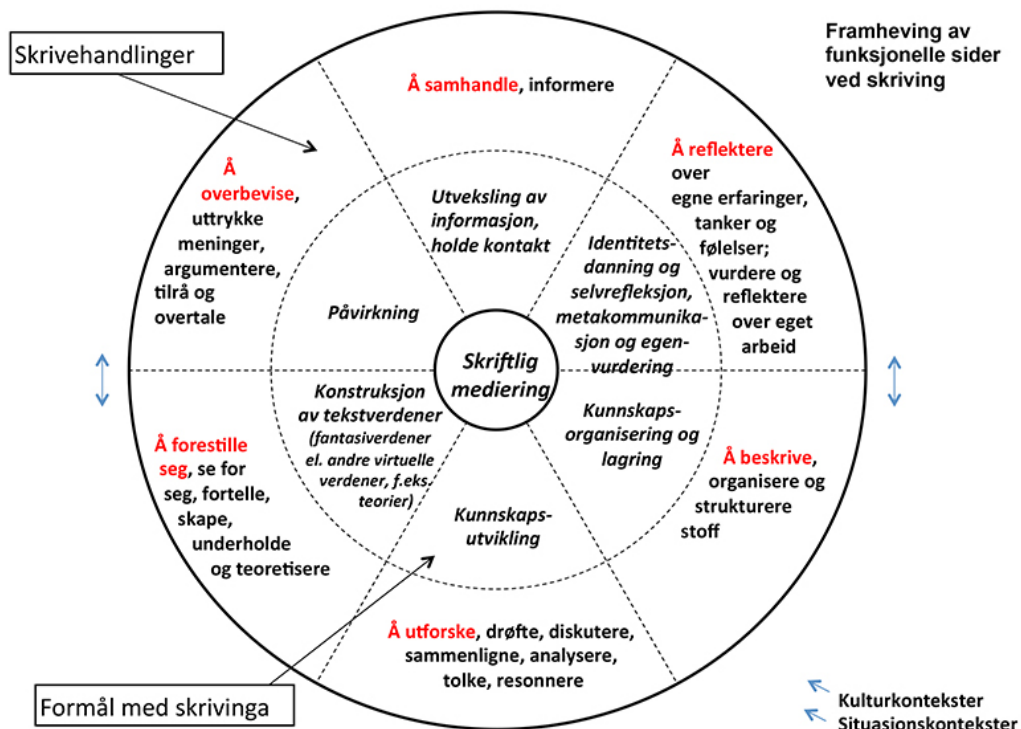 Skrivehandlinger
Framheving av
funksjonelle sider
ved skriving
Å samhandle, informere
Å reflektere
over
egne erfaringer,
tanker og
følelser;
vurdere og
reflektere
over eget
arbeid
Å
overbevise,
uttrykke
meninger,
argumentere,
tilrå og
overtale
Utveksling av
informasjon,
holde kontakt
Identitets-
danning og
selvrefleksjon,
metakommunika-
sjon og egen-
vurdering
Påvirkning
Skriftlig
mediering
Konstruksjon
av tekstverdener
(fantasiverdener
el. andre virtuelle
verdener, f.eks.
teorier)
Kunnskaps-
organisering og
lagring
Å forestille
seg, se for
seg, fortelle,
skape,
underholde
og teoretisere
Å beskrive,
organisere og
strukturere
stoff
Kunnskaps-
utvikling
Å utforske, drøfte, diskutere,
sammenligne, analysere,
tolke, resonnere
Formål med skrivinga
Kulturkontekster
Situasjonskontekster